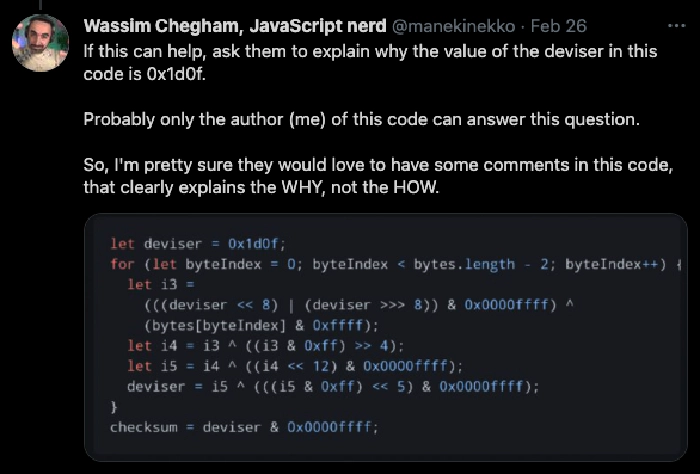 Wassim Chegham, JavaScript nerd @manekinekko · Feb 26
If this can help, ask them to explain why the value of the deviser in this
code is 0x1d0f.
Probably only the author (me) of this code can answer this question.
So, I'm pretty sure they would love to have some comments in this code,
that clearly explains the WHY, not the HOW.
let deviser = 0x1d0f;
for (let byteIndex = 0; byteIndex < bytes.length - 2; byteIndex++) {
let i3 =
(((deviser << 8) | (deviser >>> 8)) & 0x0000ffff) ^
(bytes[byteIndex] & 0xffff);
let i4 = i3 ^ ((i3 & 0xff) >> 4);
let i5 = i4 ^ ((i4 << 12) & 0x0000ffff);
deviser = i5 ^ (((i5 & 0xff) << 5) & 0x0000ffff);
}
checksum = deviser & 0x0000ffff;